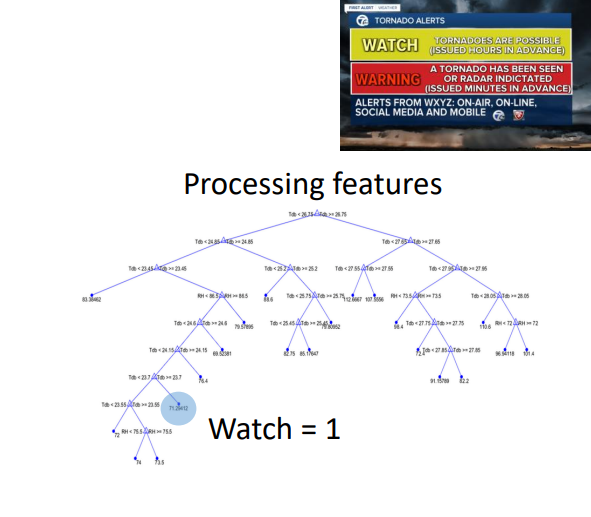 FIRST ALERT WEATHER
TORNADO ALERTS
WATCH
TORNADOES ARE POSSIBLE
(ISSUED HOURS IN ADVANCE)
WARNING
A TORNADO HAS BEEN SEEN
OR RADAR INDICTATED
(ISSUED MINUTES IN ADVANCE)
ALERTS FROM WXYZ: ON-AIR, ON-LINE,
SOCIAL MEDIA AND MOBILE
Processing features
Tdb < 26.75 Tdb >= 26.75
Tdb < 24.85 Tdb >= 24.85 Tdb < 27.65 Tdb >= 27.65
Tdb < 23.45 Tdb >= 23.45 Tdb < 25.2 Tdb >= 25.2 Tdb < 27.55 Tdb >= 27.55 Tdb < 27.95 Tdb >= 27.95
83.38462 RH < 86.5 RH >= 86.5 88.6 Tdb < 25.75 Tdb >= 25.75 112.6667 107.5556 RH < 73.5 RH >= 73.5 Tdb < 28.05 Tdb >= 28.05
Tdb < 24.6 Tdb >= 24.6 79.57895 Tdb < 25.45 Tdb >= 25.45 98.4 Tdb < 27.75 Tdb >= 27.75 110.6 RH < 72 RH >= 72
Tdb < 24.15 Tdb >= 24.15 69.52381 82.75 85.17647 Tdb < 27.85 Tdb >= 27.85 96.94118 101.4
Tdb < 23.7 Tdb >= 23.7 76.4 91.15789 82.2
Tdb < 23.55 Tdb >= 23.55
72 RH < 75.5 RH >= 75.5
74 73.5
Watch = 1